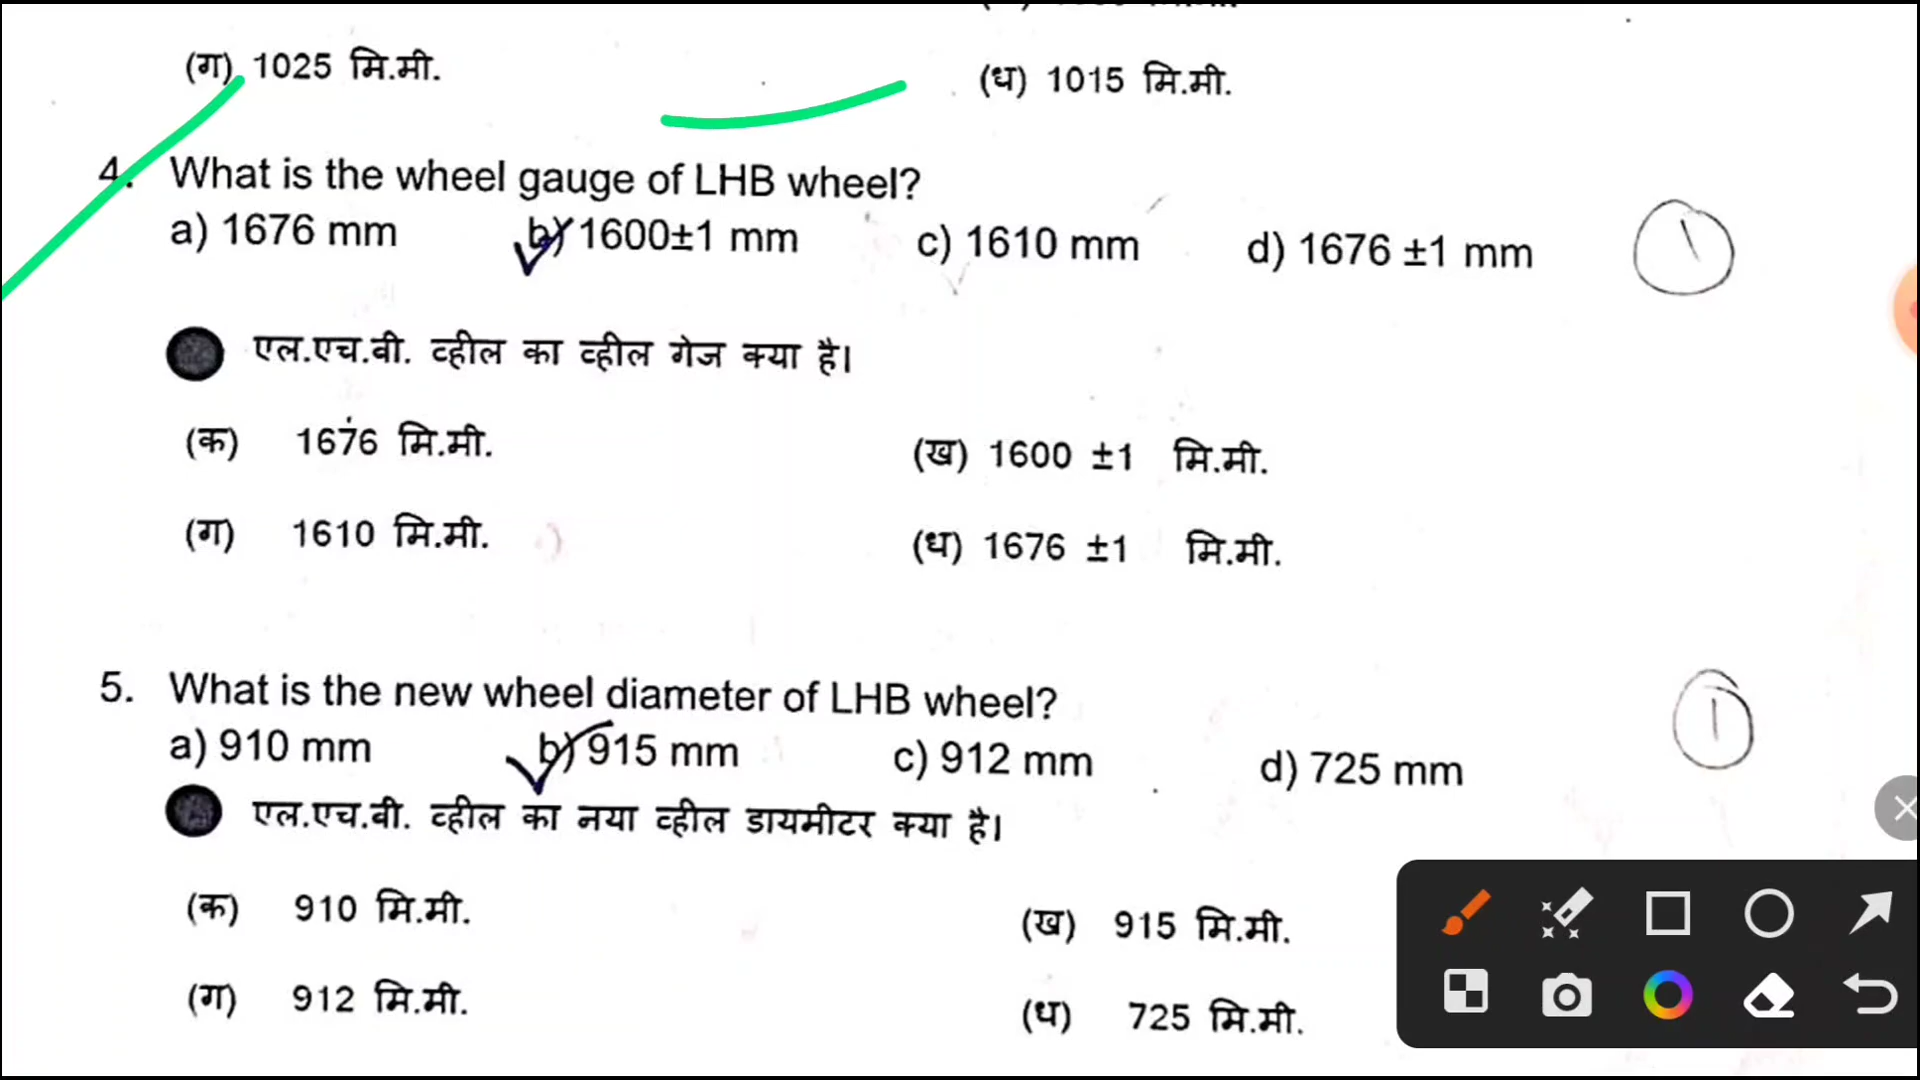 (ग) 1025 मि.मी.
(ध) 1015 मि.मी.
4. What is the wheel gauge of LHB wheel?
a) 1676 mm b) 1600±1 mm c) 1610 mm d) 1676 ±1 mm
1
एल.एच.वी. व्हील का व्हील गेज क्या है।
(क) 1676 मि.मी. (ख) 1600 ±1 मि.मी.
(ग) 1610 मि.मी. (ध) 1676 ±1 मि.मी.
5. What is the new wheel diameter of LHB wheel?
a) 910 mm b) 915 mm c) 912 mm d) 725 mm
1
एल.एच.वी. व्हील का नया व्हील डायमीटर क्या है।
(क) 910 मि.मी. (ख) 915 मि.मी.
(ग) 912 मि.मी. (ध) 725 मि.मी.